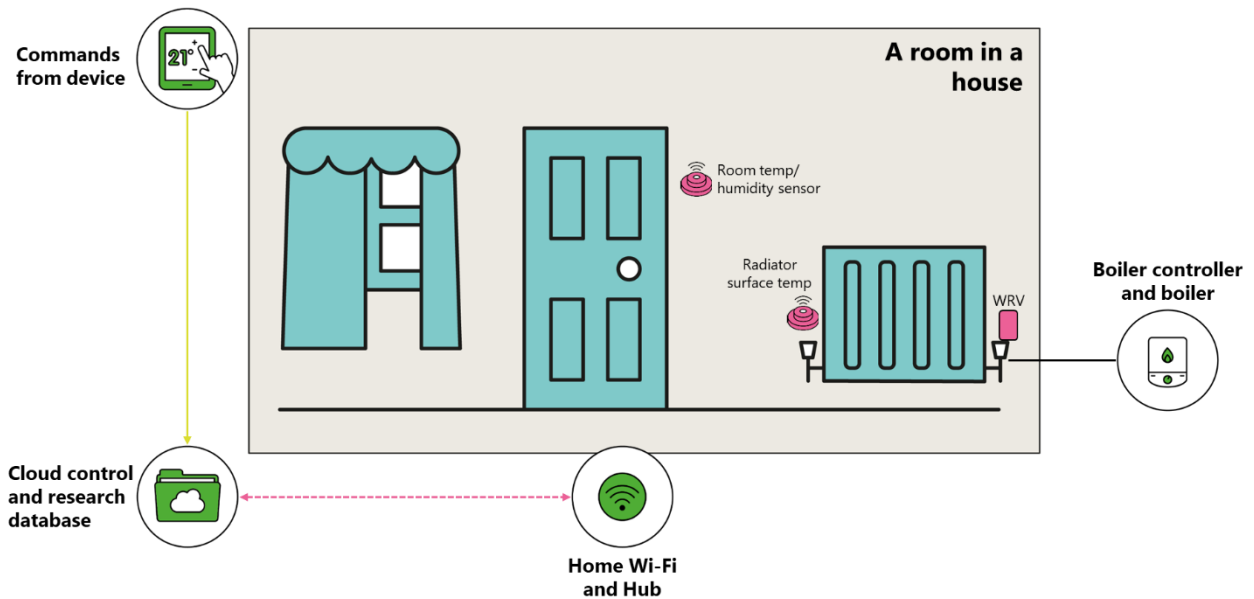 Commands
from device
21°
+
-
A room in a
house
Room temp/
humidity sensor
Radiator
surface temp
WRV
Boiler controller
and boiler
Cloud control
and research
database
Home Wi-Fi
and Hub